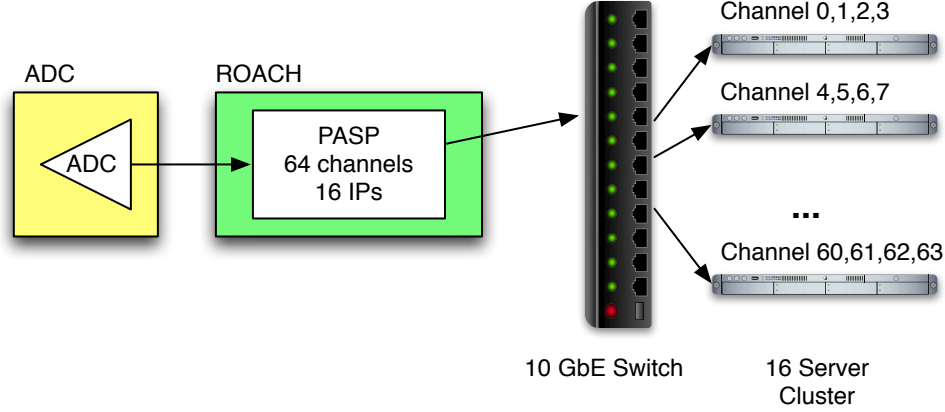 Channel 0,1,2,3
ADC
ROACH
Channel 4,5,6,7
PASP
64 channels
16 IPs
ADC
...
Channel 60,61,62,63
10 GbE Switch
16 Server
Cluster